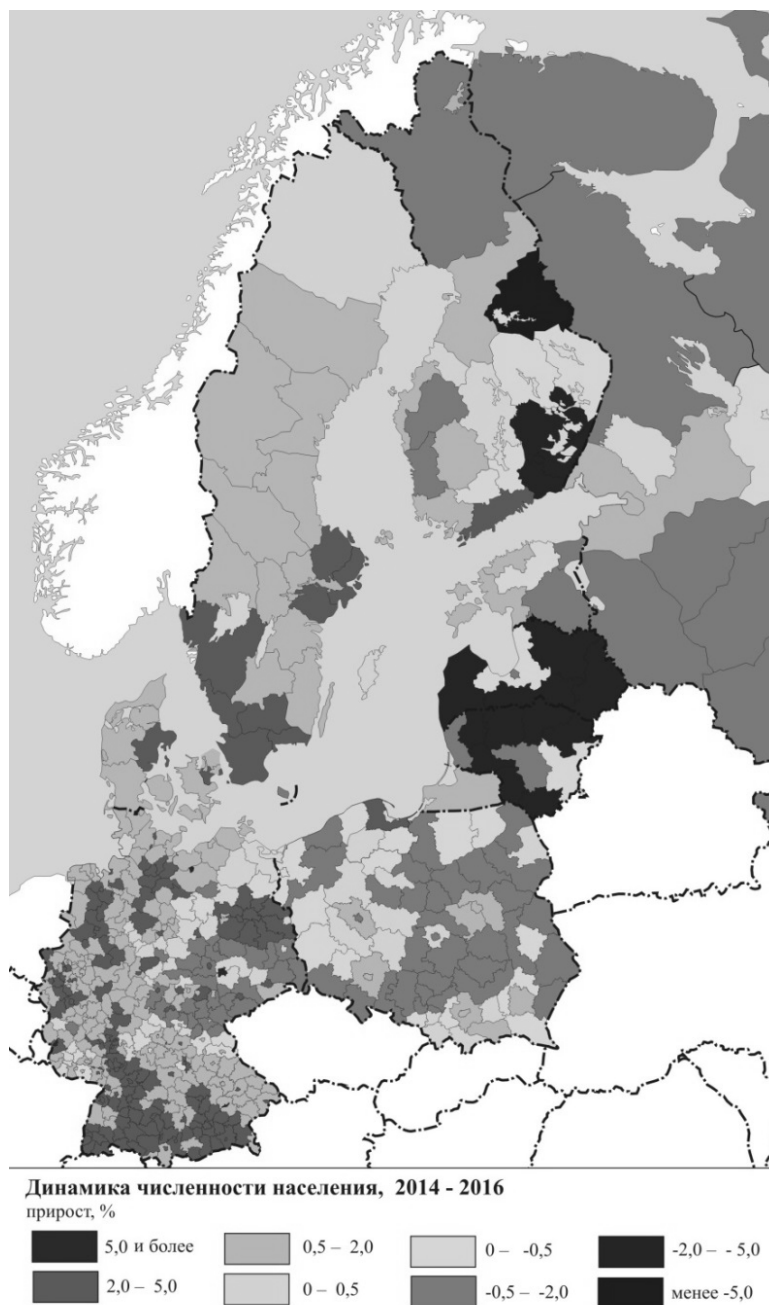 Динамика численности населения, 2014 - 2016
прирост, %
5,0 и более
0,5 – 2,0
0 – -0,5
-2,0 – - 5,0
2,0 – 5,0
0 – 0,5
-0,5 – -2,0
менее -5,0